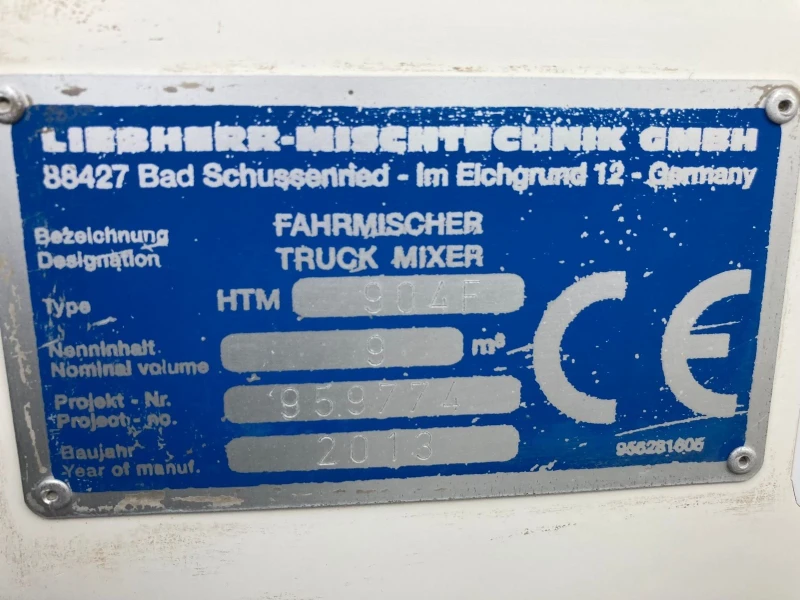 LIEBHERR-MISCHTECHNIK GMBH
88427 Bad Schussenried - Im Eichgrund 12 - Germany
Bezeichnung FAHRMISCHER
Designation TRUCK MIXER
Type HTM 904F
Nenninhalt
Nominal volume 9 m³
Projekt - Nr.
Project - no. 959774
Baujahr
Year of manuf. 2013
CE
956281605